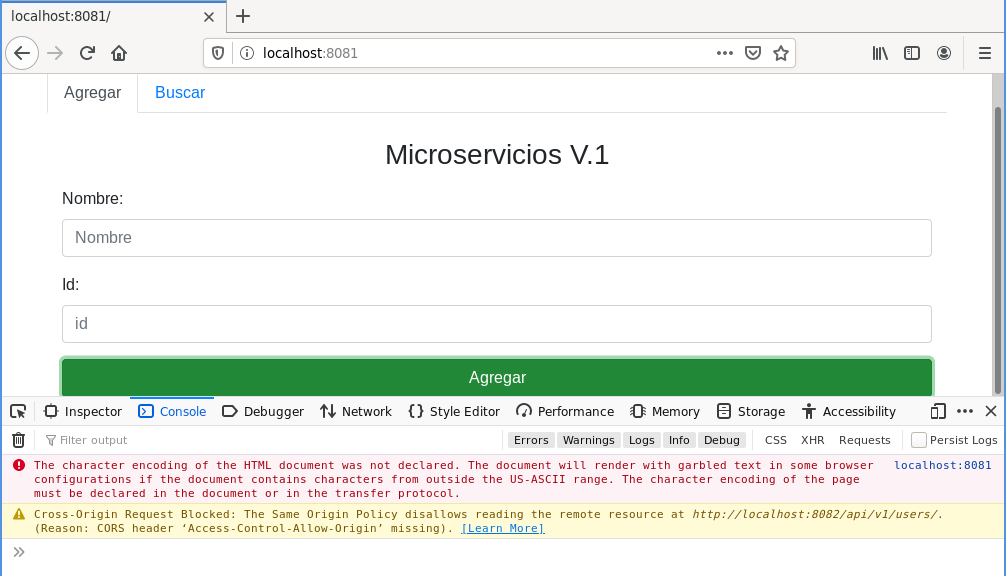 localhost:8081/
localhost:8081
Agregar Buscar
Microservicios V.1
Nombre:
Nombre
Id:
id
Agregar
Inspector Console Debugger Network Style Editor Performance Memory Storage Accessibility
Filter output Errors Warnings Logs Info Debug CSS XHR Requests Persist Logs
The character encoding of the HTML document was not declared. The document will render with garbled text in some browser localhost:8081
configurations if the document contains characters from outside the US-ASCII range. The character encoding of the page
must be declared in the document or in the transfer protocol.
Cross-Origin Request Blocked: The Same Origin Policy disallows reading the remote resource at http://localhost:8082/api/v1/users/.
(Reason: CORS header ‘Access-Control-Allow-Origin’ missing). [Learn More]